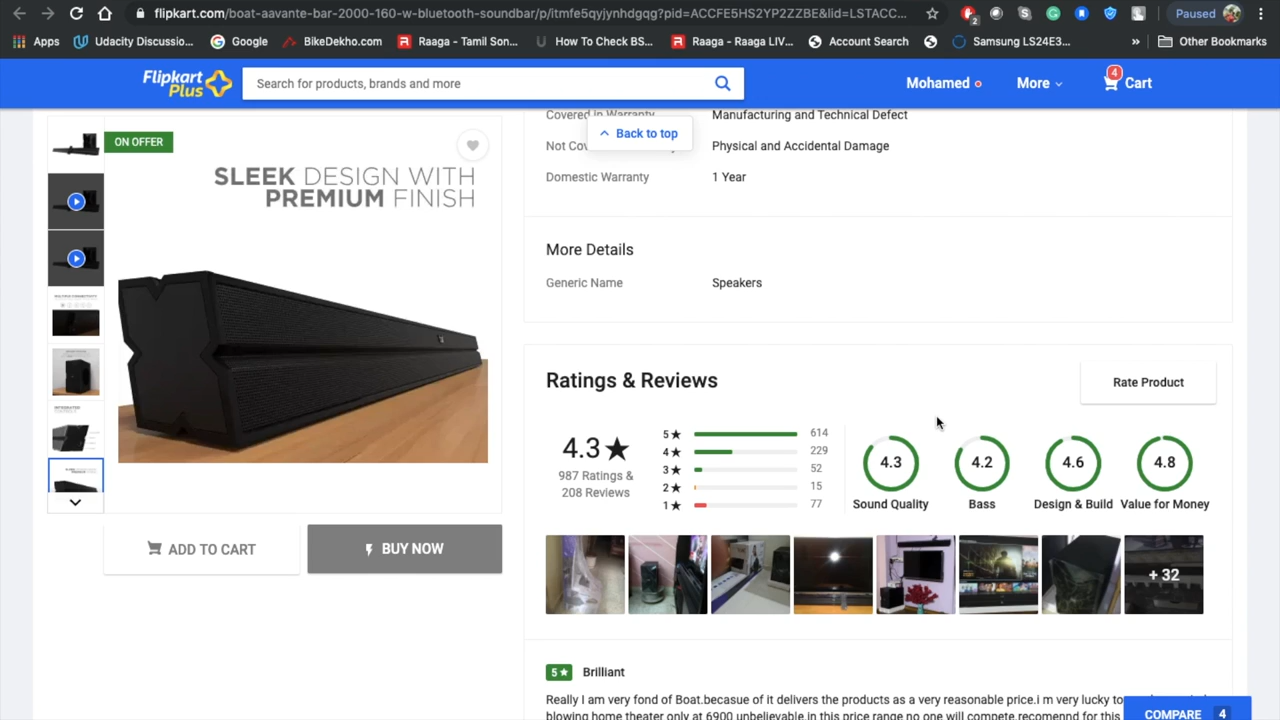 flipkart.com/boat-aavante-bar-2000-160-w-bluetooth-soundbar/p/itmfe5qyjynhdgqg?pid=ACCFE5HS2YP2ZZBE&lid=LSTACC...
2
Paused
Apps
Udacity Discussio...
Google
BikeDekho.com
Raaga - Tamil Son...
How To Check BS...
Raaga - Raaga LIV...
Account Search
Samsung LS24E3...
»
Other Bookmarks
Flipkart
Plus
Search for products, brands and more
Mohamed
More
4
Cart
ON OFFER
SLEEK DESIGN WITH
PREMIUM FINISH
ADD TO CART
BUY NOW
Covered in Warranty
Manufacturing and Technical Defect
Back to top
Not Cov
Physical and Accidental Damage
Domestic Warranty
1 Year
More Details
Generic Name
Speakers
Ratings & Reviews
Rate Product
4.3★
987 Ratings &
208 Reviews
5★ 614
4★ 229
3★ 52
2★ 15
1★ 77
4.3
Sound Quality
4.2
Bass
4.6
Design & Build
4.8
Value for Money
+ 32
5★ Brilliant
Really I am very fond of Boat.becasue of it delivers the products as a very reasonable price.i m very lucky to
blowing home theater only at 6900 unbelievable.in this price range no one will compete.recomennd for this
COMPARE 4